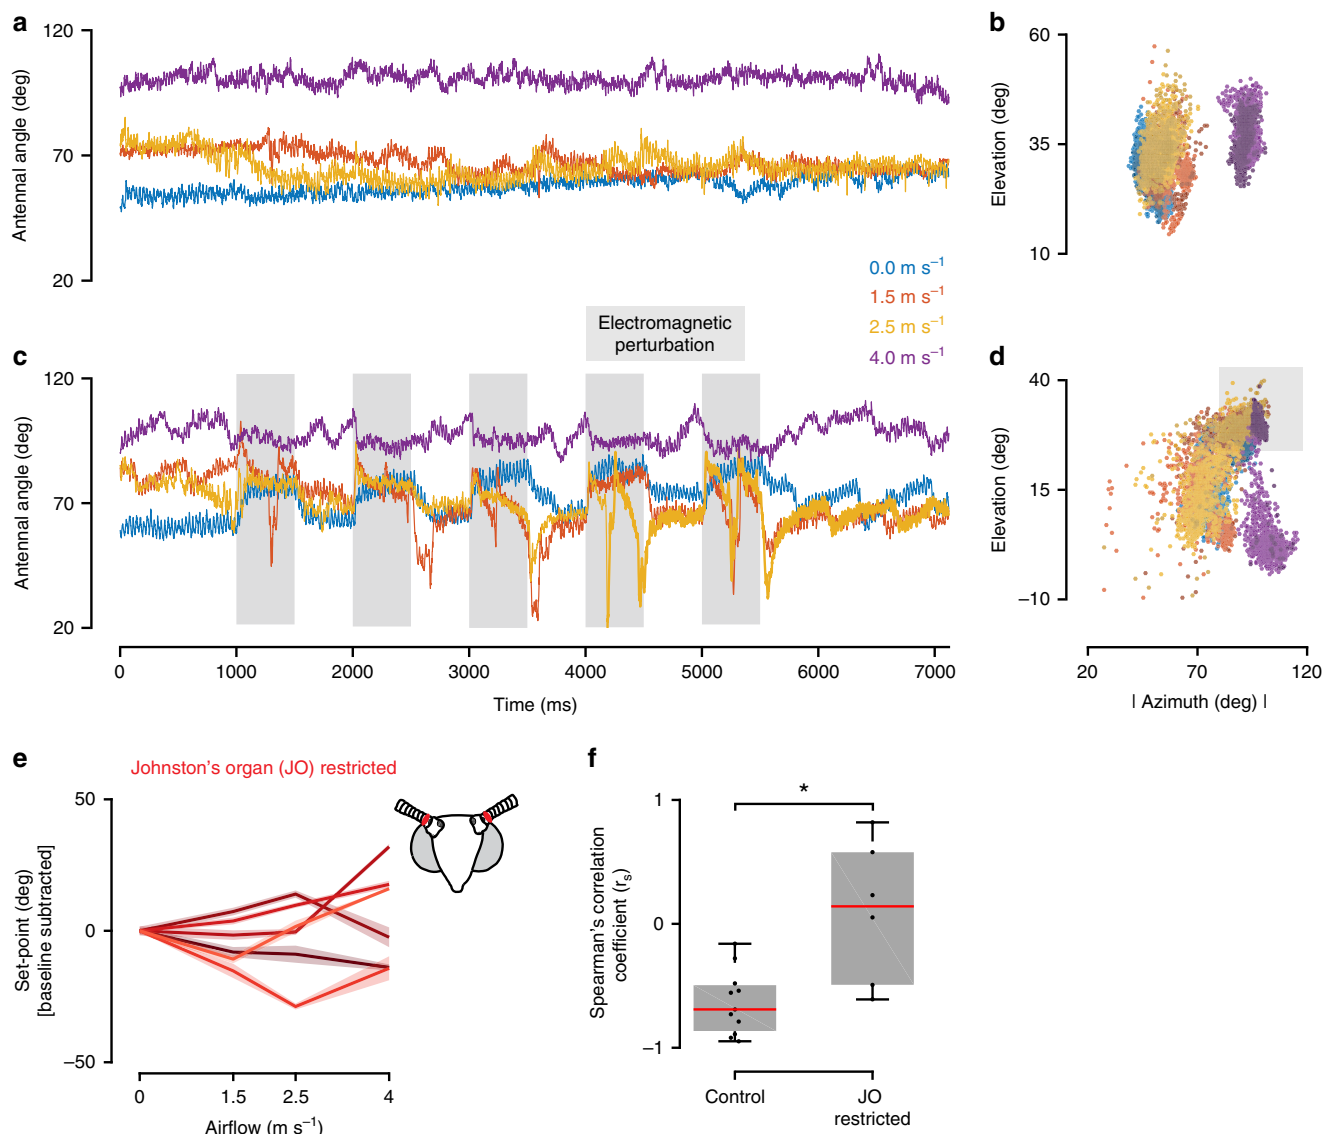 a
120
70
20
Antennal angle (deg)
b
60
35
10
Elevation (deg)
0.0 m s⁻¹
1.5 m s⁻¹
2.5 m s⁻¹
4.0 m s⁻¹
Electromagnetic
perturbation
c
120
70
20
Antennal angle (deg)
0 1000 2000 3000 4000 5000 6000 7000
Time (ms)
d
40
15
−10
Elevation (deg)
20 70 120
| Azimuth (deg) |
e
Johnston's organ (JO) restricted
50
0
−50
Set-point (deg)
[baseline subtracted]
0 1.5 2.5 4
Airflow (m s⁻¹)
f
*
1
0
−1
Spearman's correlation
coefficient (rₛ)
Control JO
restricted